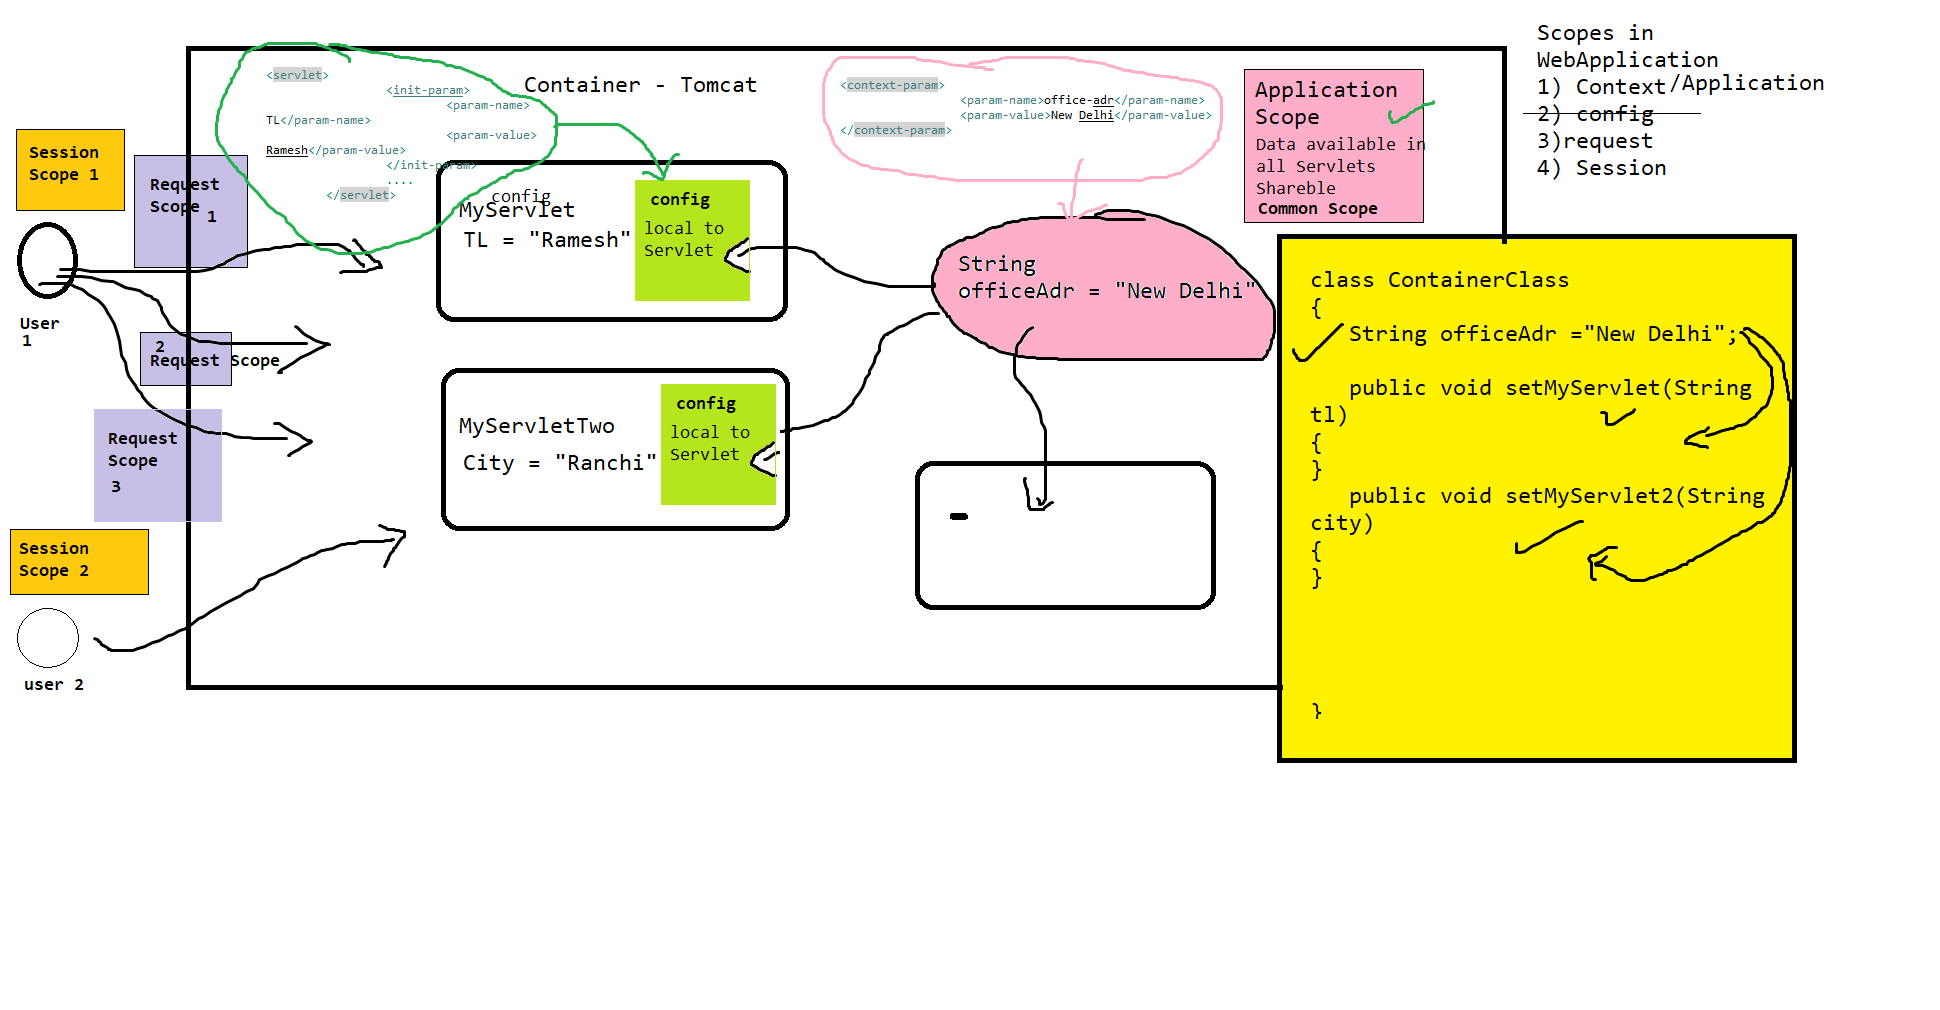 Scopes in
WebApplication
1) Context/Application
2) config
3)request
4) Session
Container - Tomcat
<servlet>
<init-param>
<param-name>
TL</param-name>
<param-value>
Ramesh</param-value>
</init-param>
....
</servlet>
<context-param>
<param-name>office-adr</param-name>
<param-value>New Delhi</param-value>
</context-param>
Application
Scope
Data available in
all Servlets
Shareble
Common Scope
Session
Scope 1
Request
Scope 1
User
1
2
Request Scope
Request
Scope
3
Session
Scope 2
user 2
config
MyServlet
TL = "Ramesh"
config
local to
Servlet
MyServletTwo
City = "Ranchi"
config
local to
Servlet
String
officeAdr = "New Delhi"
class ContainerClass
{
String officeAdr ="New Delhi";
public void setMyServlet(String
tl)
{
}
public void setMyServlet2(String
city)
{
}
}